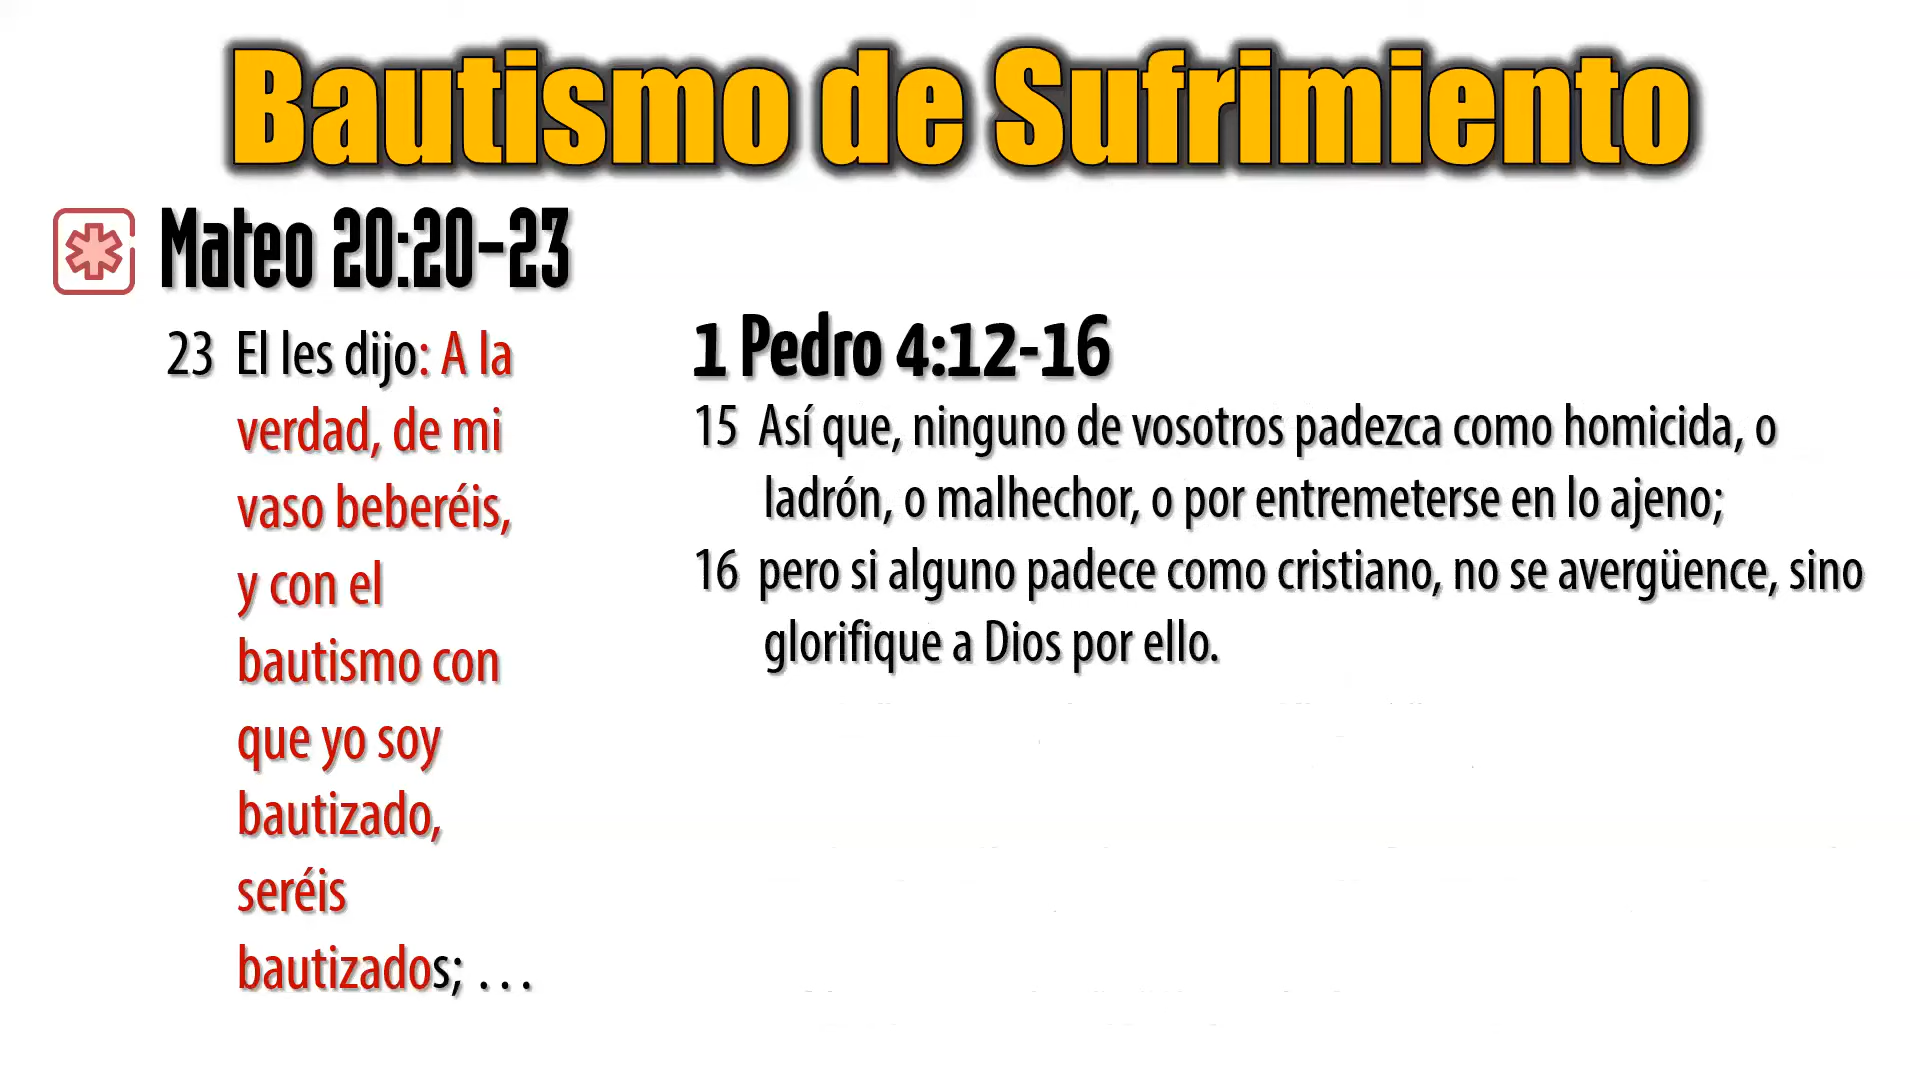 Bautismo de Sufrimiento
Mateo 20:20-23
23 El les dijo: A la
verdad, de mi
vaso beberéis,
y con el
bautismo con
que yo soy
bautizado,
seréis
bautizados; . . .
1 Pedro 4:12-16
15 Así que, ninguno de vosotros padezca como homicida, o
ladrón, o malhechor, o por entremeterse en lo ajeno;
16 pero si alguno padece como cristiano, no se avergüence, sino
glorifique a Dios por ello.